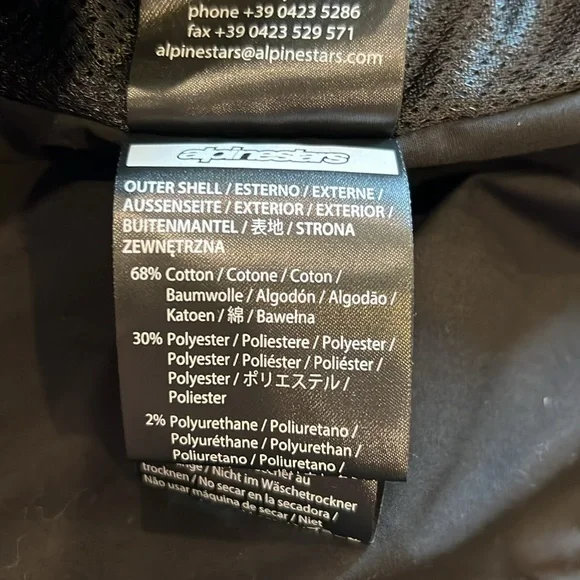 phone +39 0423 5286
fax +39 0423 529 571
alpinestars@alpinestars.com
alpinestars
OUTER SHELL / ESTERNO / EXTERNE /
AUSSENSEITE / EXTERIOR / EXTERIOR /
BUITENMANTEL / 表地 / STRONA
ZEWNĘTRZNA
68% Cotton / Cotone / Coton /
Baumwolle / Algodón / Algodão /
Katoen / 綿 / Bawełna
30% Polyester / Poliestere / Polyester /
Polyester / Poliéster / Poliéster /
Polyester / ポリエステル /
Poliester
2% Polyurethane / Poliuretano /
Polyuréthane / Polyurethan /
Poliuretano / Poliuretano /
au
trocknen / Nicht im Wäschetrockner
trocknen / No secar en la secadora /
Não usar máquina de secar / Niet